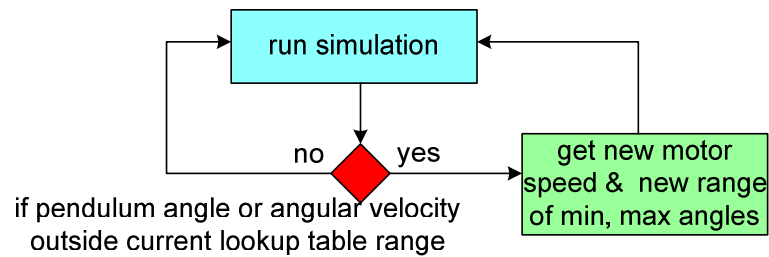 run simulation
no
yes
get new motor
speed & new range
of min, max angles
if pendulum angle or angular velocity
outside current lookup table range